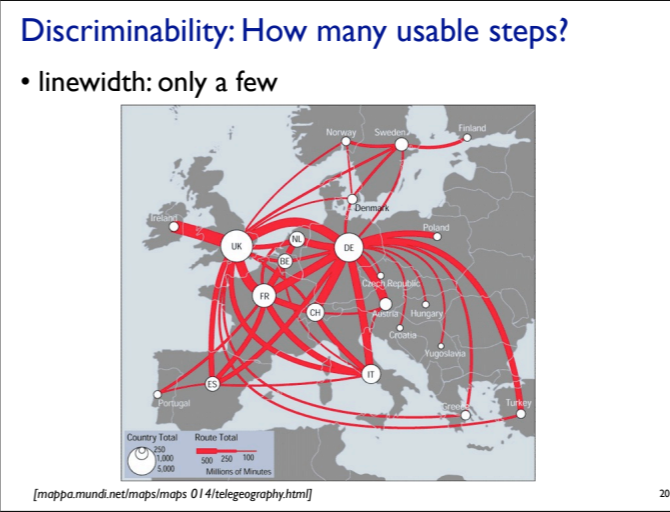 Discriminability: How many usable steps?
• linewidth: only a few
Norway
Sweden
Finland
Denmark
Ireland
UK
NL
BE
DE
Poland
Czech Republic
FR
CH
Austria
Hungary
Croatia
Yugoslavia
IT
ES
Portugal
Greece
Turkey
Country Total
250
1,000
5,000
Route Total
500 250 100
Millions of Minutes
[mappa.mundi.net/maps/maps 014/telegeography.html]
20